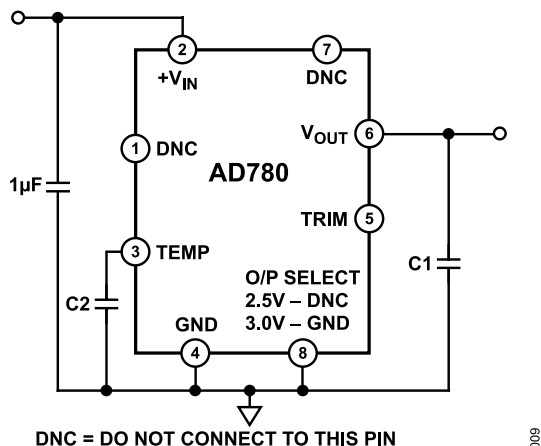 2
7
+VIN
DNC
1 DNC
VOUT 6
AD780
1µF
TRIM 5
3 TEMP
O/P SELECT
2.5V – DNC
3.0V – GND
C1
C2
GND
4
8
DNC = DO NOT CONNECT TO THIS PIN
009